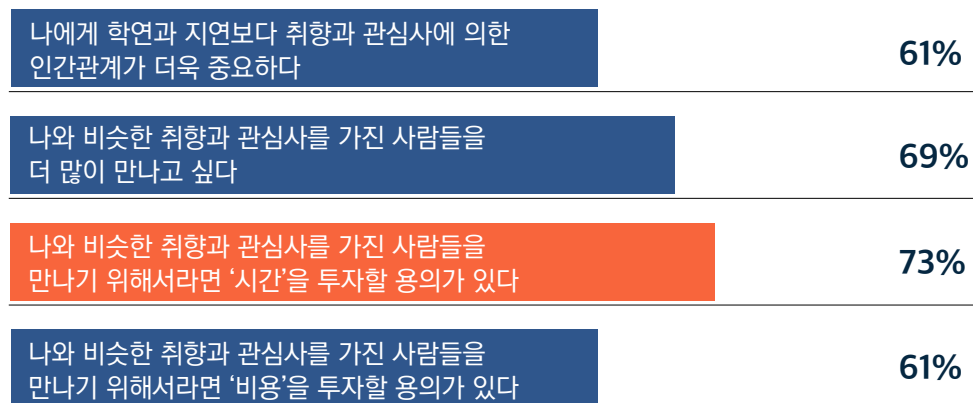 나에게 학연과 지연보다 취향과 관심사에 의한
인간관계가 더욱 중요하다
61%
나와 비슷한 취향과 관심사를 가진 사람들을
더 많이 만나고 싶다
69%
나와 비슷한 취향과 관심사를 가진 사람들을
만나기 위해서라면 ‘시간’을 투자할 용의가 있다
73%
나와 비슷한 취향과 관심사를 가진 사람들을
만나기 위해서라면 ‘비용’을 투자할 용의가 있다
61%